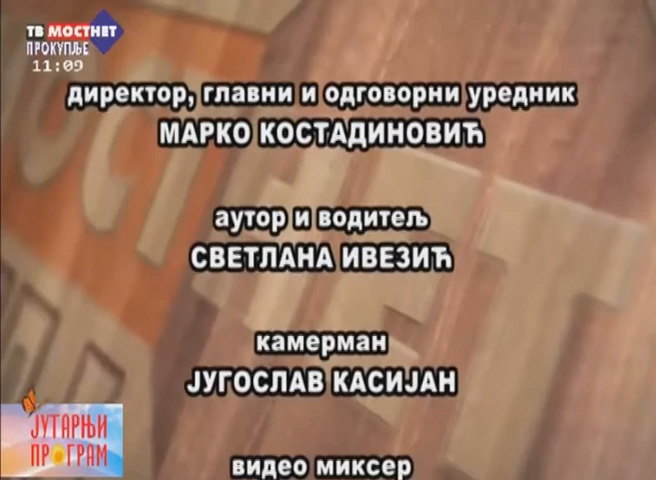 ТВ МОСТНЕТ
ПРОКУПЉЕ
11:09
директор, главни и одговорни уредник
МАРКО КОСТАДИНОВИЋ
аутор и водитељ
СВЕТЛАНА ИВЕЗИЋ
камерман
ЈУГОСЛАВ КАСИЈАН
ЈУТАРЊИ
ПРОГРАМ
видео миксер